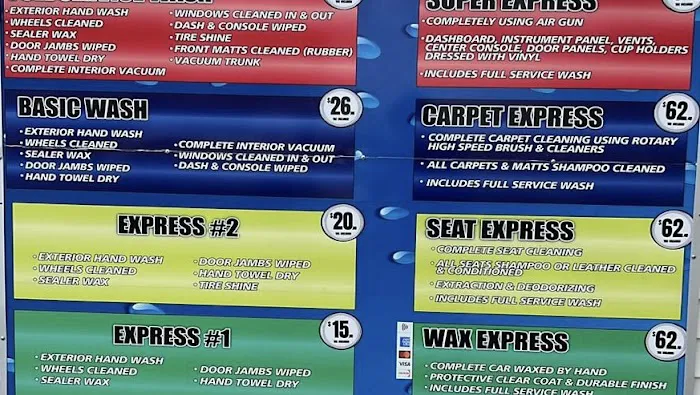 • EXTERIOR HAND WASH
• WHEELS CLEANED
• SEALER WAX
• DOOR JAMBS WIPED
• HAND TOWEL DRY
• COMPLETE INTERIOR VACUUM
• WINDOWS CLEANED IN & OUT
• DASH & CONSOLE WIPED
• TIRE SHINE
• FRONT MATTS CLEANED (RUBBER)
• VACUUM TRUNK
BASIC WASH
$26.
• EXTERIOR HAND WASH
• WHEELS CLEANED
• SEALER WAX
• DOOR JAMBS WIPED
• HAND TOWEL DRY
• COMPLETE INTERIOR VACUUM
• WINDOWS CLEANED IN & OUT
• DASH & CONSOLE WIPED
EXPRESS #2
$20.
• EXTERIOR HAND WASH
• WHEELS CLEANED
• SEALER WAX
• DOOR JAMBS WIPED
• HAND TOWEL DRY
• TIRE SHINE
EXPRESS #1
$15.
• EXTERIOR HAND WASH
• WHEELS CLEANED
• SEALER WAX
• DOOR JAMBS WIPED
• HAND TOWEL DRY
SUPER EXPRESS
• COMPLETELY USING AIR GUN
• DASHBOARD, INSTRUMENT PANEL, VENTS,
CENTER CONSOLE, DOOR PANELS, CUP HOLDERS
DRESSED WITH VINYL
• INCLUDES FULL SERVICE WASH
CARPET EXPRESS
$62.
• COMPLETE CARPET CLEANING USING ROTARY
HIGH SPEED BRUSH & CLEANERS
• ALL CARPETS & MATTS SHAMPOO CLEANED
• INCLUDES FULL SERVICE WASH
SEAT EXPRESS
$62.
• COMPLETE SEAT CLEANING
• ALL SEATS SHAMPOO OR LEATHER CLEANED
& CONDITIONED
• EXTRACTION & DEODORIZING
• INCLUDES FULL SERVICE WASH
VISA
WAX EXPRESS
$62.
• COMPLETE CAR WAXED BY HAND
• PROTECTIVE CLEAR COAT & DURABLE FINISH
• INCLUDES FULL SERVICE WASH